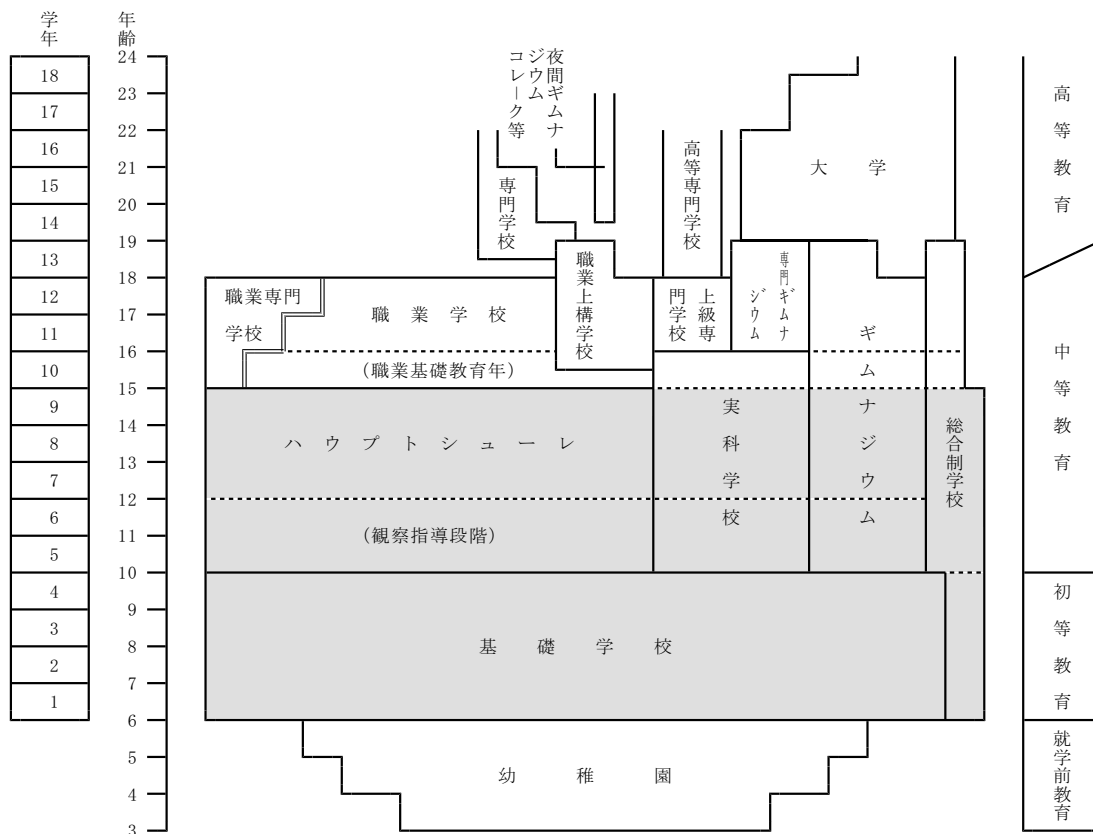 学年
年齢
24
18
23
17
22
16
21
15
20
14
19
13
18
12
17
11
16
10
15
9
14
8
13
7
12
6
11
5
10
4
9
3
8
2
7
1
6
5
4
3
夜間ギムナ
ジウム
コレーク等
専門学校
高等専門学校
大学
職業専門
学校
職業学校
(職業基礎教育年)
職業上構学校
上級専
門学校
専門ギムナ
ジウム
ギムナジウム
実科学校
総合制学校
ハウプトシューレ
(観察指導段階)
基礎学校
幼稚園
高等教育
中等教育
初等教育
就学前教育